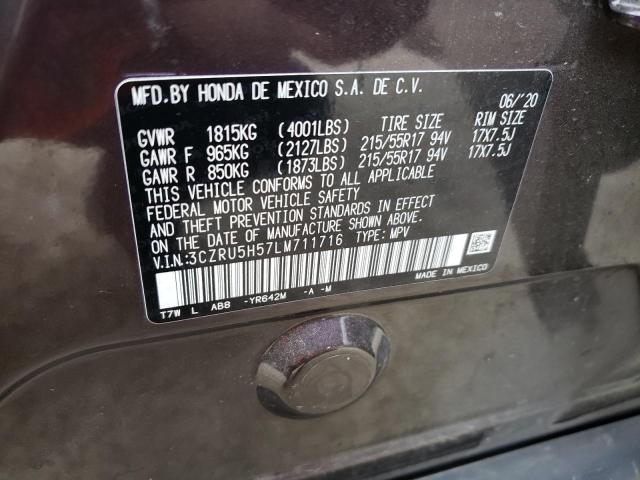 MFD.BY HONDA DE MEXICO S.A. DE C.V.
06/'20
GVWR 1815KG (4001LBS) TIRE SIZE RIM SIZE
GAWR F 965KG (2127LBS) 215/55R17 94V 17X7.5J
GAWR R 850KG (1873LBS) 215/55R17 94V 17X7.5J
THIS VEHICLE CONFORMS TO ALL APPLICABLE
FEDERAL MOTOR VEHICLE SAFETY
AND THEFT PREVENTION STANDARDS IN EFFECT
ON DATE OF MANUFACTURE SHOWN ABOVE.
V.I.N:3CZRU5H57LM711716 TYPE: MPV
MADE IN MEXICO
T7W L AB8 -YR642M -A -M